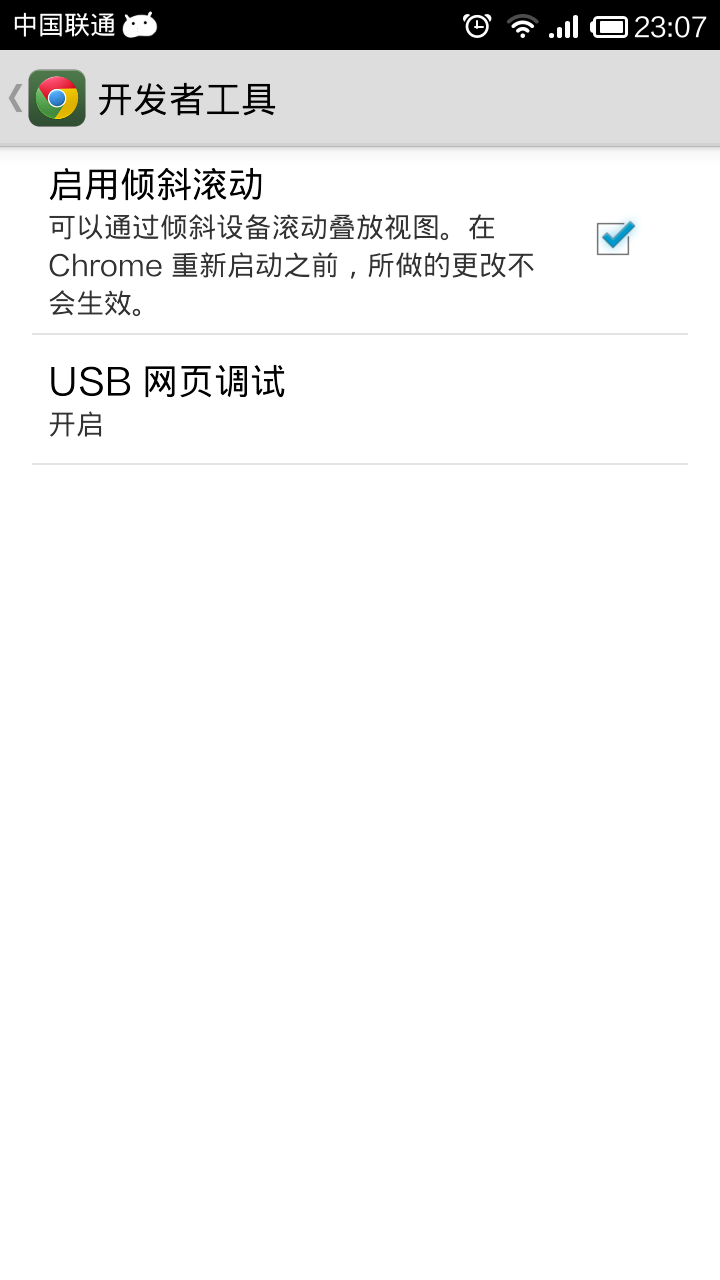 中国联通 23:07
开发者工具
启用倾斜滚动
可以通过倾斜设备滚动叠放视图。在
Chrome 重新启动之前，所做的更改不
会生效。
USB 网页调试
开启